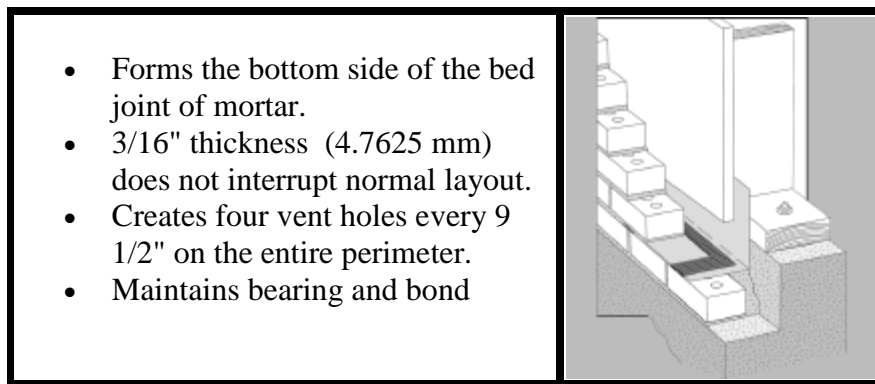 • Forms the bottom side of the bed
joint of mortar.
• 3/16" thickness  (4.7625 mm)
does not interrupt normal layout.
• Creates four vent holes every 9
1/2" on the entire perimeter.
• Maintains bearing and bond